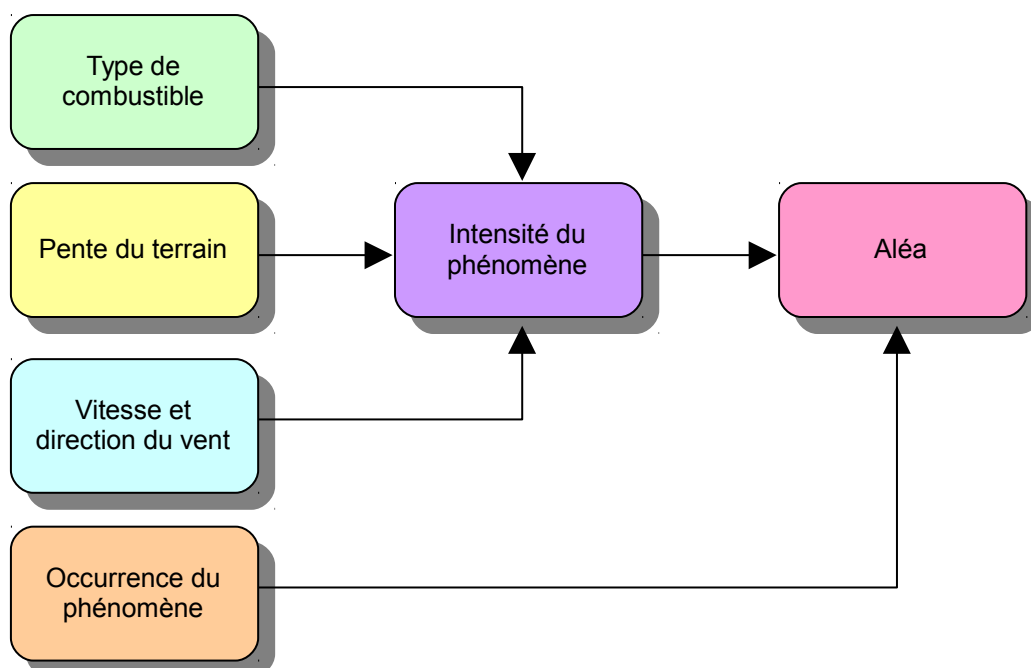 Type de
combustible
Pente du terrain
Intensité du
phénomène
Aléa
Vitesse et
direction du vent
Occurrence du
phénomène